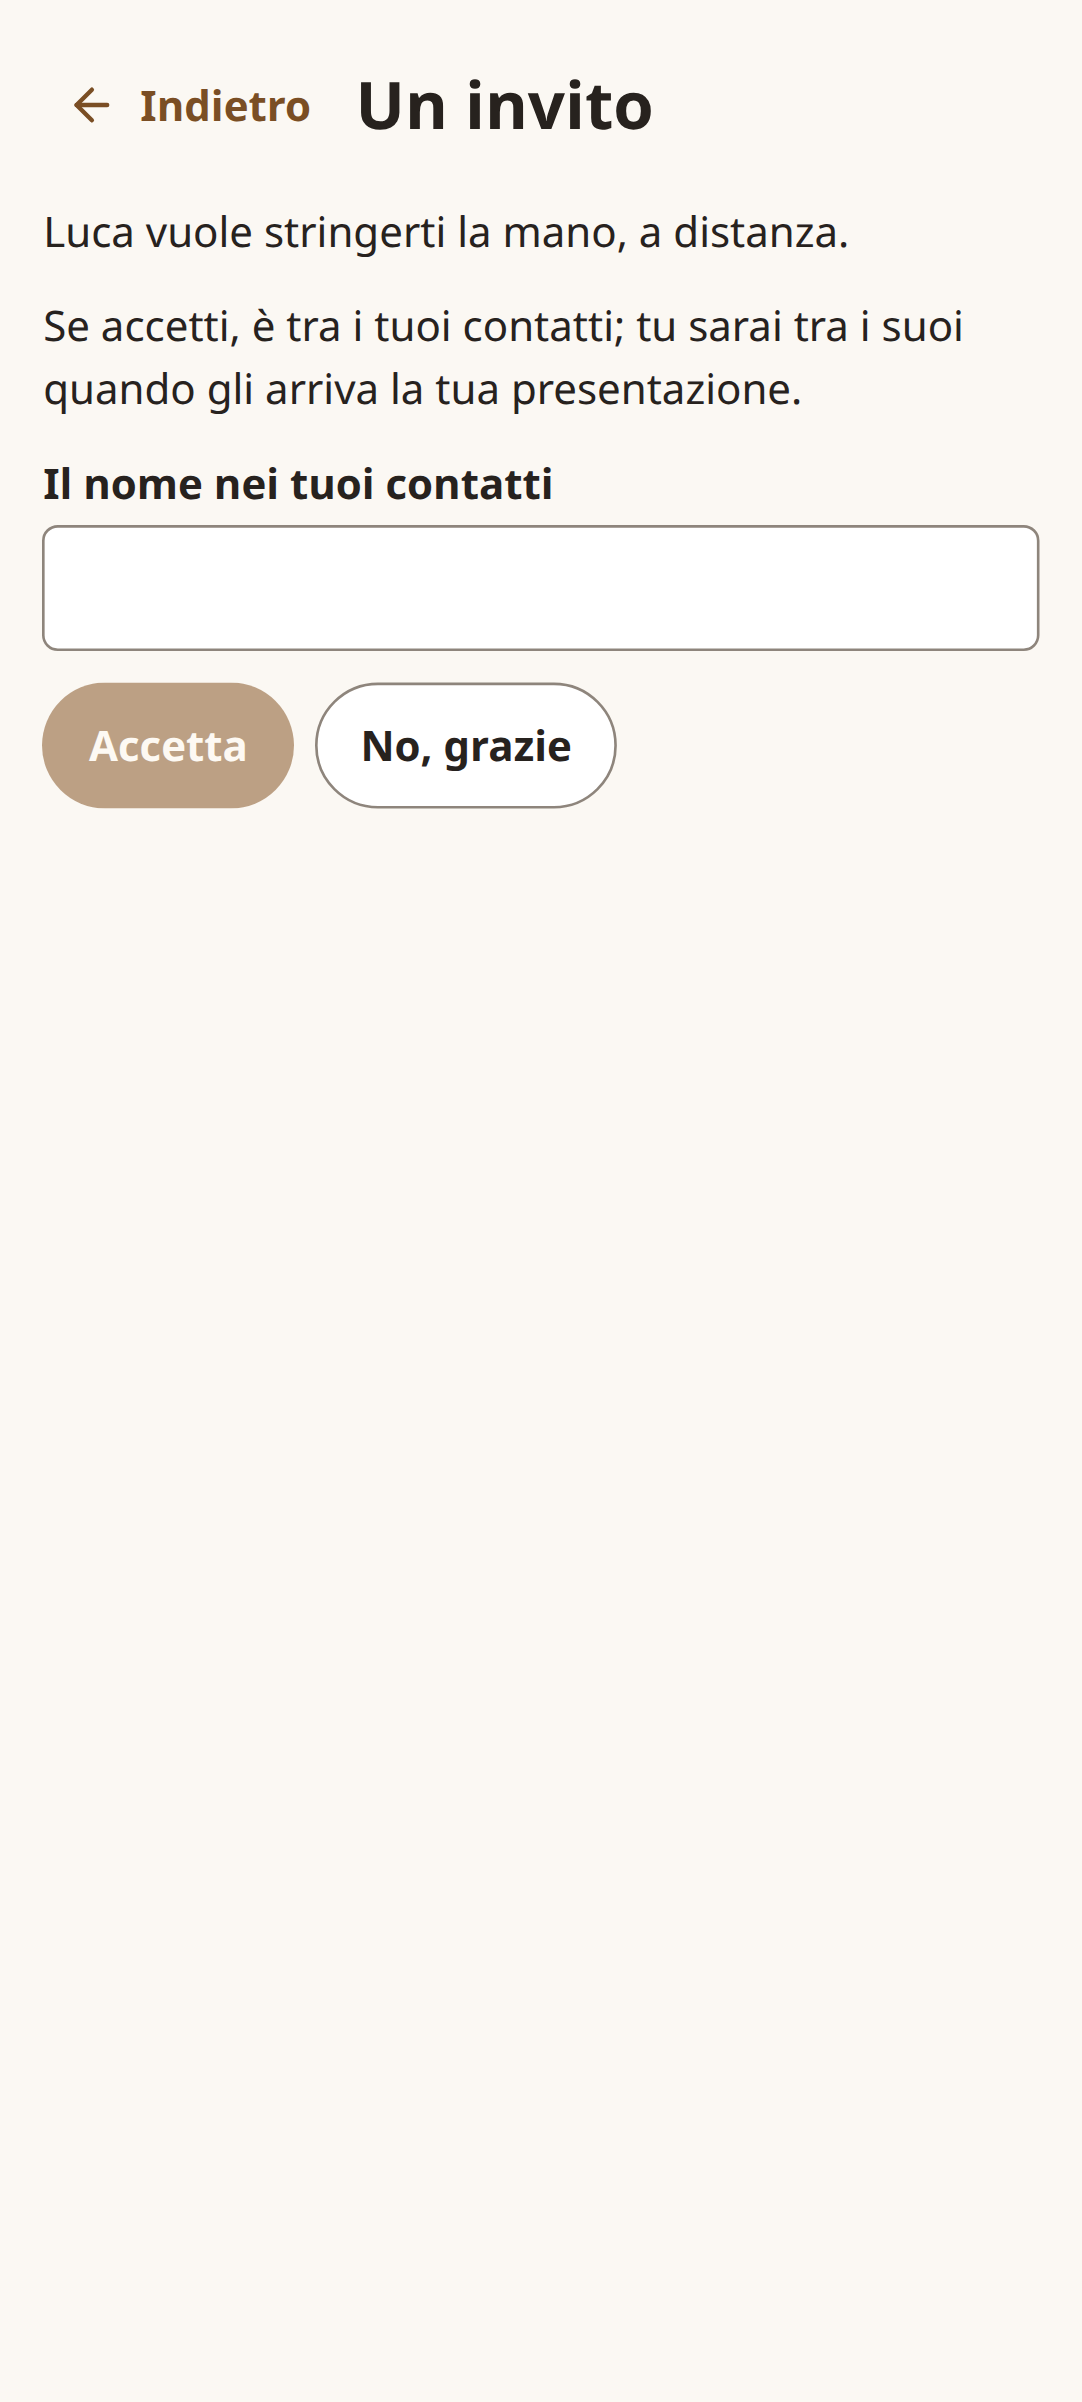 Indietro Un invito
Luca vuole stringerti la mano, a distanza.
Se accetti, è tra i tuoi contatti; tu sarai tra i suoi
quando gli arriva la tua presentazione.
Il nome nei tuoi contatti
Accetta No, grazie